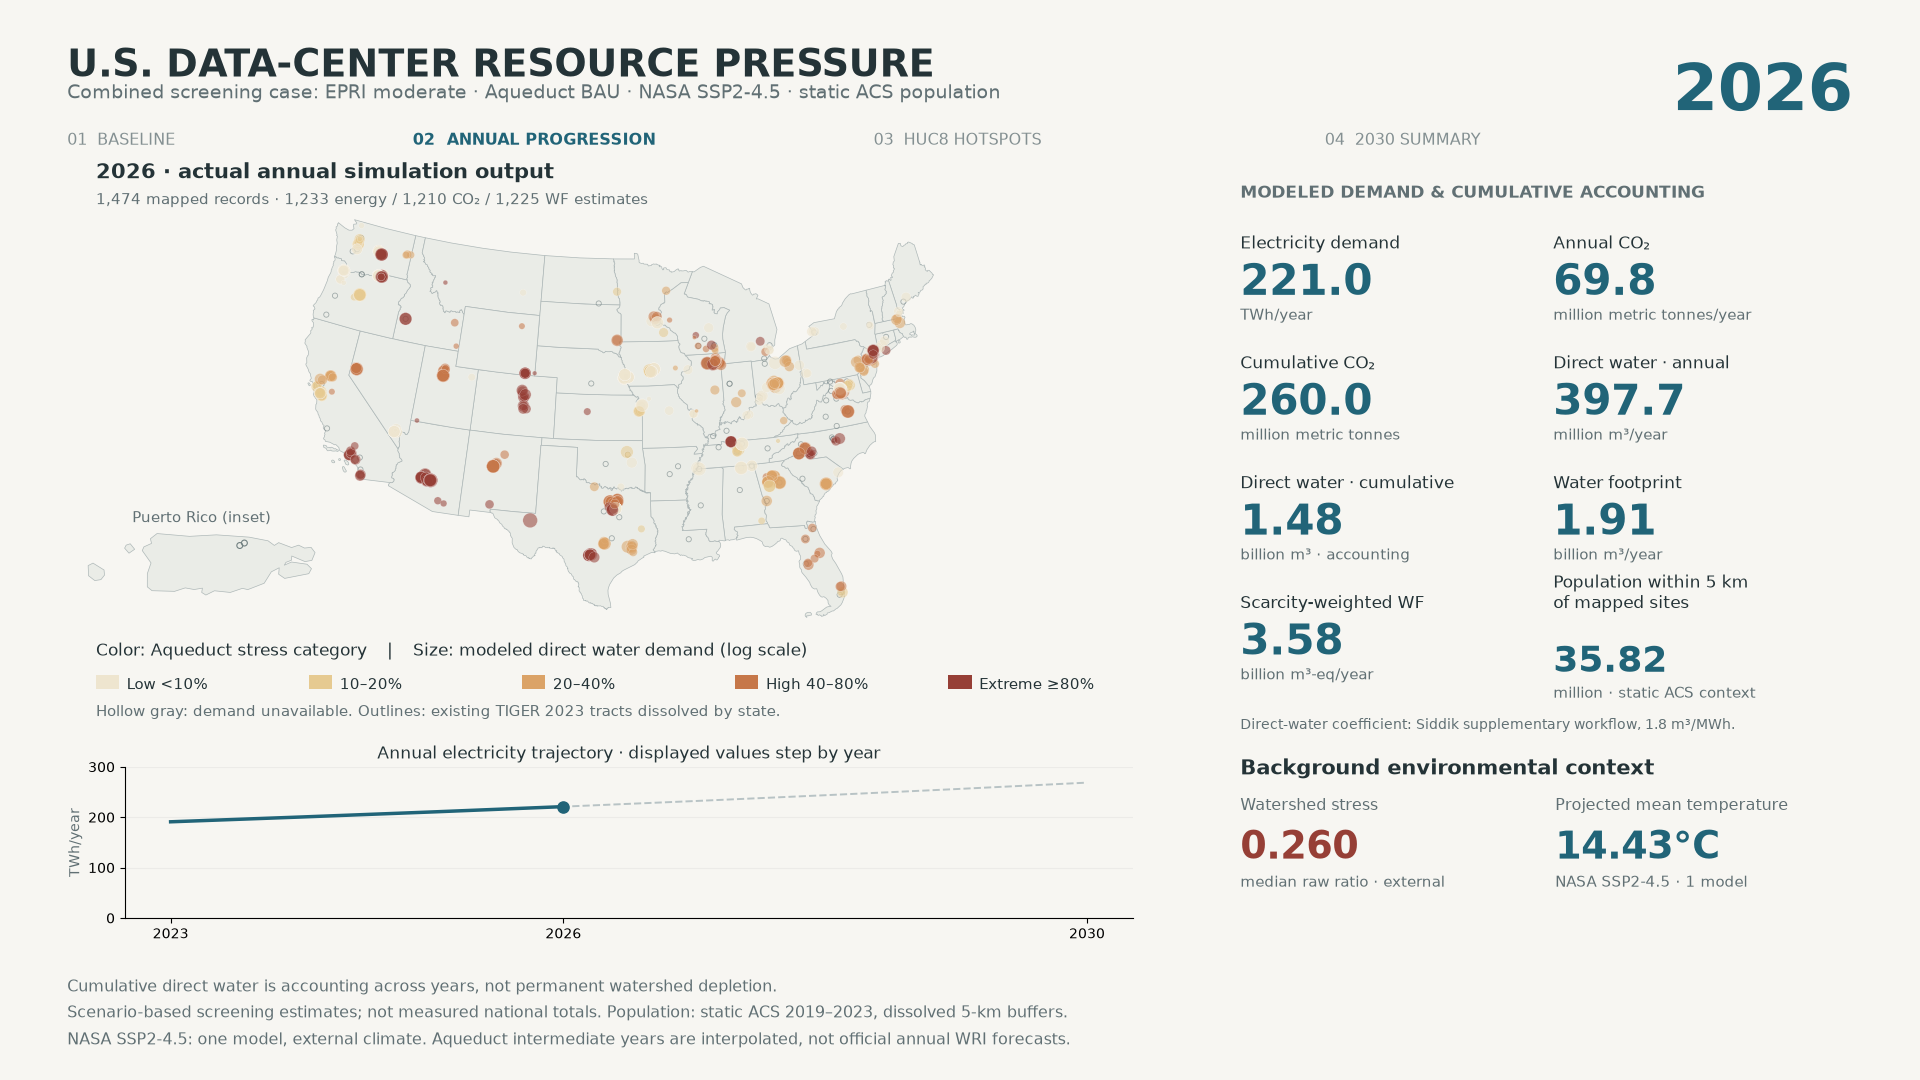 U.S. DATA-CENTER RESOURCE PRESSURE
Combined screening case: EPRI moderate · Aqueduct BAU · NASA SSP2-4.5 · static ACS population
2026
01 BASELINE
02 ANNUAL PROGRESSION
03 HUC8 HOTSPOTS
04 2030 SUMMARY
2026 · actual annual simulation output
1,474 mapped records · 1,233 energy / 1,210 CO₂ / 1,225 WF estimates
Puerto Rico (inset)
Color: Aqueduct stress category | Size: modeled direct water demand (log scale)
Low <10%
10–20%
20–40%
High 40–80%
Extreme ≥80%
Hollow gray: demand unavailable. Outlines: existing TIGER 2023 tracts dissolved by state.
Annual electricity trajectory · displayed values step by year
TWh/year
300
200
100
0
2023
2026
2030
MODELED DEMAND & CUMULATIVE ACCOUNTING
Electricity demand
221.0
TWh/year
Annual CO₂
69.8
million metric tonnes/year
Cumulative CO₂
260.0
million metric tonnes
Direct water · annual
397.7
million m³/year
Direct water · cumulative
1.48
billion m³ · accounting
Water footprint
1.91
billion m³/year
Scarcity-weighted WF
3.58
billion m³-eq/year
Population within 5 km
of mapped sites
35.82
million · static ACS context
Direct-water coefficient: Siddik supplementary workflow, 1.8 m³/MWh.
Background environmental context
Watershed stress
0.260
median raw ratio · external
Projected mean temperature
14.43°C
NASA SSP2-4.5 · 1 model
Cumulative direct water is accounting across years, not permanent watershed depletion.
Scenario-based screening estimates; not measured national totals. Population: static ACS 2019–2023, dissolved 5-km buffers.
NASA SSP2-4.5: one model, external climate. Aqueduct intermediate years are interpolated, not official annual WRI forecasts.